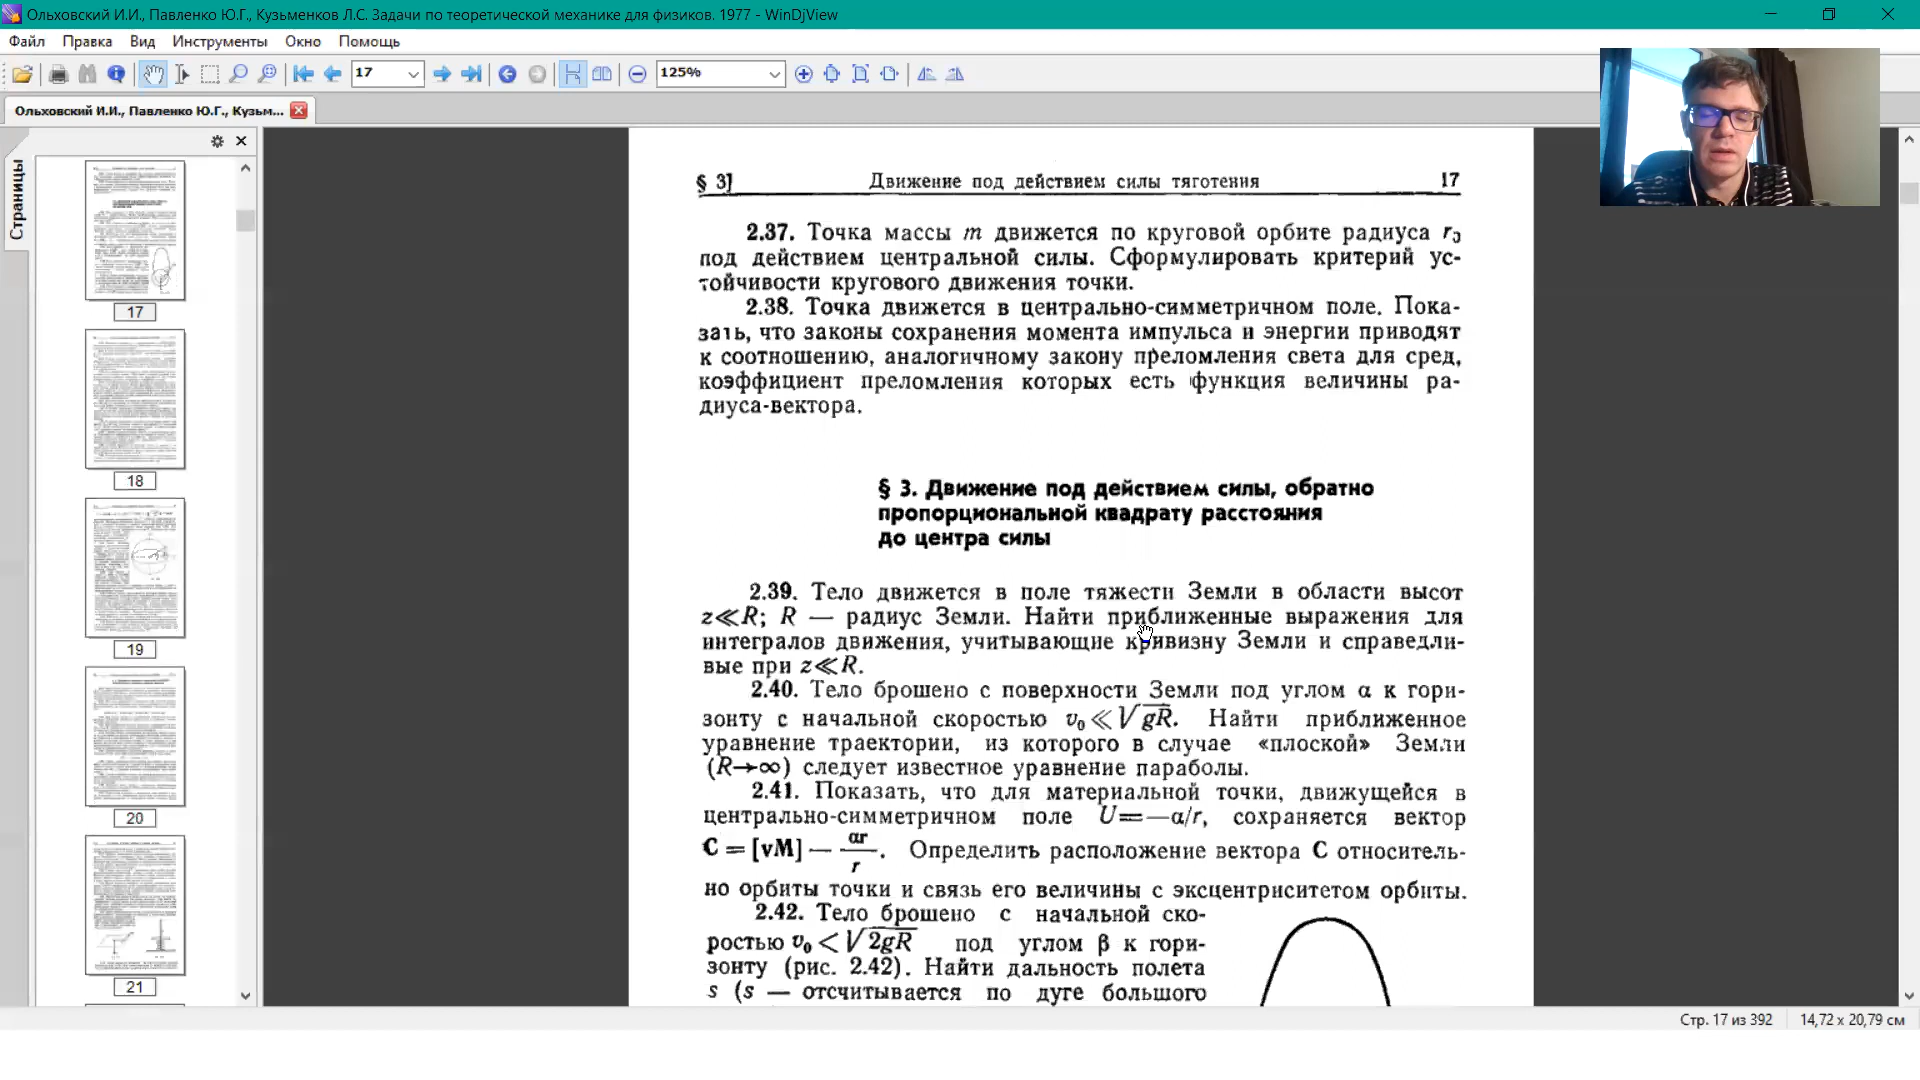 Ольховский И.И., Павленко Ю.Г., Кузьменков Л.С. Задачи по теоретической механике для физиков. 1977 - WinDjView
Файл Правка Вид Инструменты Окно Помощь
17 125%
Ольховский И.И., Павленко Ю.Г., Кузьм...
Страницы
17
18
19
20
21
§ 3] Движение под действием силы тяготения 17
2.37. Точка массы m движется по круговой орбите радиуса r₀
под действием центральной силы. Сформулировать критерий ус-
тойчивости кругового движения точки.
2.38. Точка движется в центрально-симметричном поле. Пока-
зать, что законы сохранения момента импульса и энергии приводят
к соотношению, аналогичному закону преломления света для сред,
коэффициент преломления которых есть функция величины ра-
диуса-вектора.
§ 3. Движение под действием силы, обратно
пропорциональной квадрату расстояния
до центра силы
2.39. Тело движется в поле тяжести Земли в области высот
z≪R; R — радиус Земли. Найти приближенные выражения для
интегралов движения, учитывающие кривизну Земли и справедли-
вые при z≪R.
2.40. Тело брошено с поверхности Земли под углом α к гори-
зонту с начальной скоростью v₀≪√gR. Найти приближенное
уравнение траектории, из которого в случае «плоской» Земли
(R→∞) следует известное уравнение параболы.
2.41. Показать, что для материальной точки, движущейся в
центрально-симметричном поле U=—α/r, сохраняется вектор
C = [vM] — αr/r. Определить расположение вектора C относитель-
но орбиты точки и связь его величины с эксцентриситетом орбиты.
2.42. Тело брошено с начальной ско-
ростью v₀<√2gR под углом β к гори-
зонту (рис. 2.42). Найти дальность полета
s (s — отсчитывается по дуге большого
Стр. 17 из 392 14,72 x 20,79 см